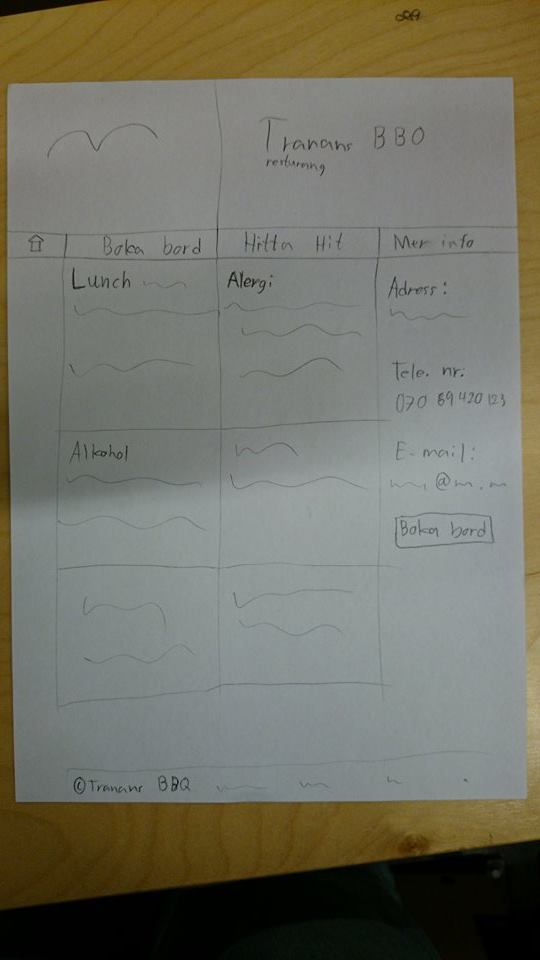 Tranans BBQ
resturang
Boka bord
Hitta Hit
Mer info
Lunch
Alergi
Adress:
Tele. nr.
070 89 420 123
Alkohol
E-mail:
@
Boka bord
©Tranans BBQ